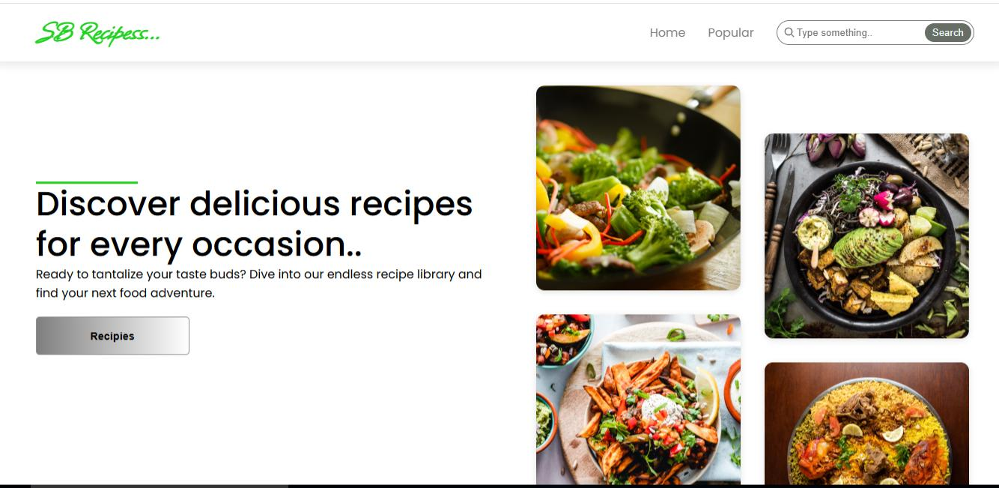 SB Recipess...
Home
Popular
Type something..
Search
Discover delicious recipes
for every occasion..
Ready to tantalize your taste buds? Dive into our endless recipe library and
find your next food adventure.
Recipies